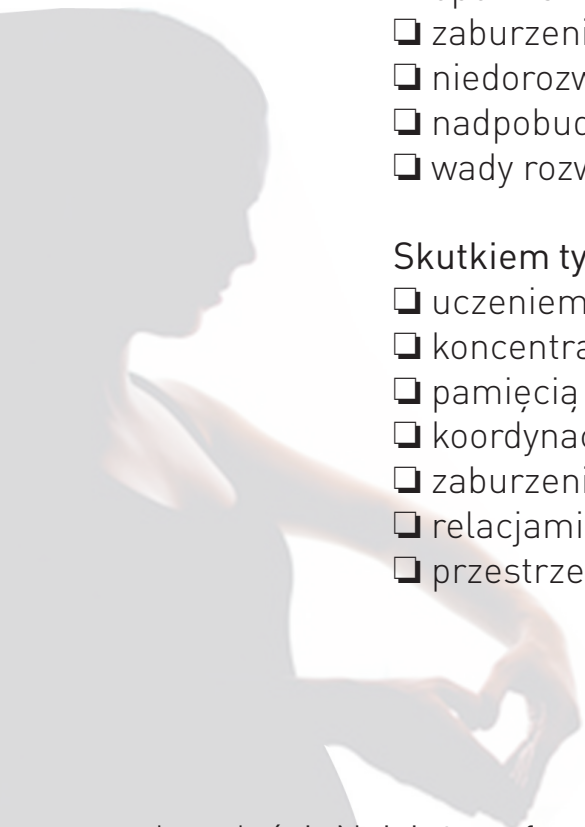 ❏ zaburzeni
❏ niedorozw
❏ nadpobud
❏ wady rozw
Skutkiem ty
❏ uczeniem
❏ koncentra
❏ pamięcią
❏ koordynac
❏ zaburzeni
❏ relacjami
❏ przestrze